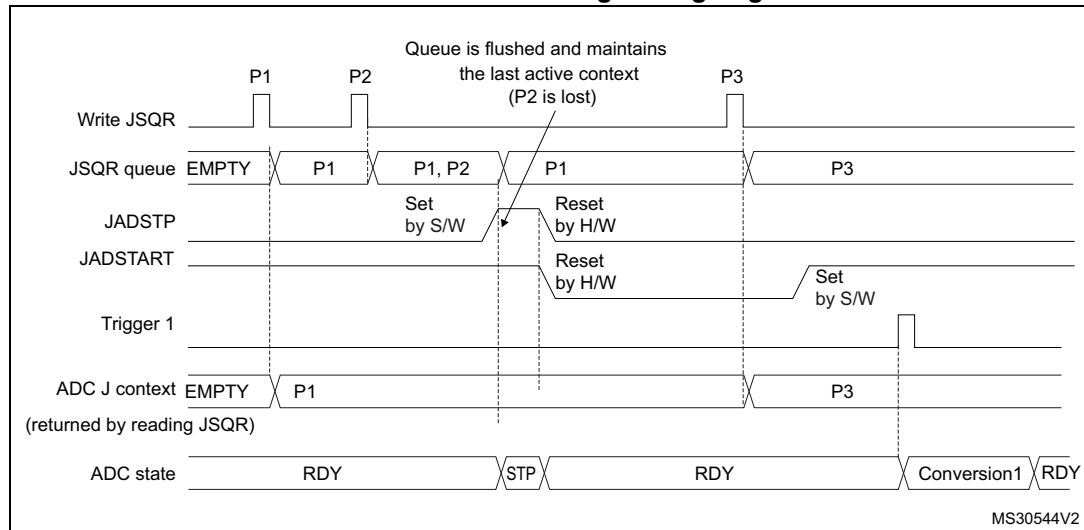 Queue is flushed and maintains
the last active context
(P2 is lost)
P1 P2 P3
Write JSQR
JSQR queue EMPTY P1 P1, P2 P1 P3
Set
by S/W
Reset
by H/W
JADSTP
JADSTART
Reset
by H/W
Set
by S/W
Trigger 1
ADC J context EMPTY P1 P3
(returned by reading JSQR)
ADC state RDY STP RDY Conversion1 RDY
MS30544V2